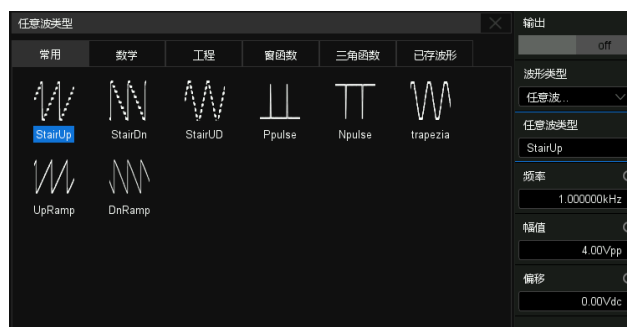 任意波类型
常用 数学 工程 窗函数 三角函数 已存波形
StairUp StairDn StairUD Ppulse Npulse trapezia
UpRamp DnRamp
输出
off
波形类型
任意波...
任意波类型
StairUp
频率
1.000000kHz
幅值
4.00Vpp
偏移
0.00Vdc